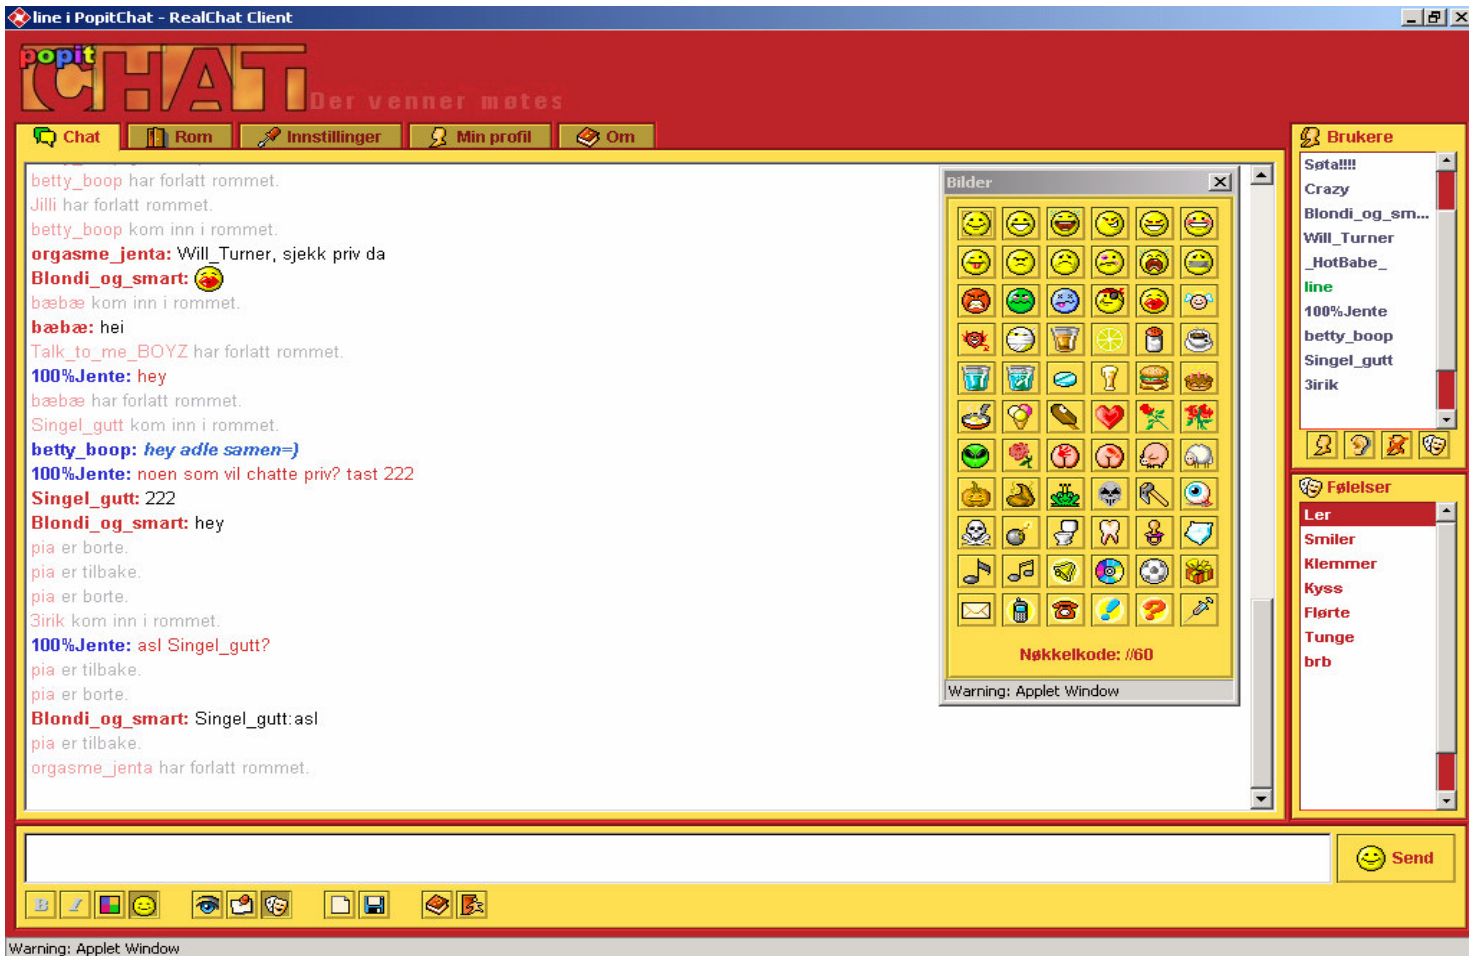 line i PopitChat - RealChat Client
popit
CHAT
Der venner møtes
Chat
Rom
Innstillinger
Min profil
Om
betty_boop har forlatt rommet.
Jilli har forlatt rommet.
betty_boop kom inn i rommet.
orgasme_jenta: Will_Turner, sjekk priv da
Blondi_og_smart:
bæbæ kom inn i rommet.
bæbæ: hei
Talk_to_me_BOYZ har forlatt rommet.
100%Jente: hey
bæbæ har forlatt rommet.
Singel_gutt kom inn i rommet.
betty_boop: hey adle samen=)
100%Jente: noen som vil chatte priv? tast 222
Singel_gutt: 222
Blondi_og_smart: hey
pia er borte.
pia er tilbake.
pia er borte.
3irik kom inn i rommet.
100%Jente: asl Singel_gutt?
pia er tilbake.
pia er borte.
Blondi_og_smart: Singel_gutt:asl
pia er tilbake.
orgasme_jenta har forlatt rommet.
Bilder
Nøkkelkode: //60
Warning: Applet Window
Brukere
Søta!!!!
Crazy
Blondi_og_sm...
Will_Turner
_HotBabe_
line
100%Jente
betty_boop
Singel_gutt
3irik
Følelser
Ler
Smiler
Klemmer
Kyss
Flørte
Tunge
brb
Send
B
I
Warning: Applet Window